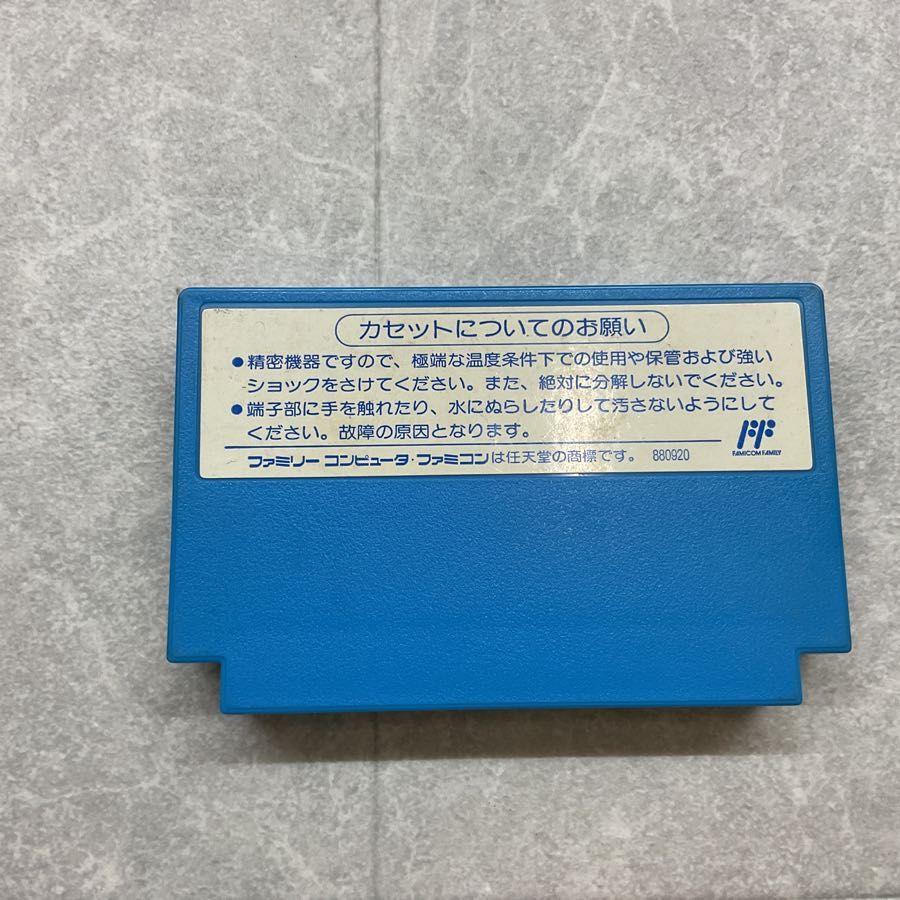 カセットについてのお願い
●精密機器ですので、極端な温度条件下での使用や保管および強い
ショックをさけてください。また、絶対に分解しないでください。
●端子部に手を触れたり、水にぬらしたりして汚さないようにして
ください。故障の原因となります。
FAMICOM FAMILY
ファミリーコンピュータ・ファミコンは任天堂の商標です。 880920